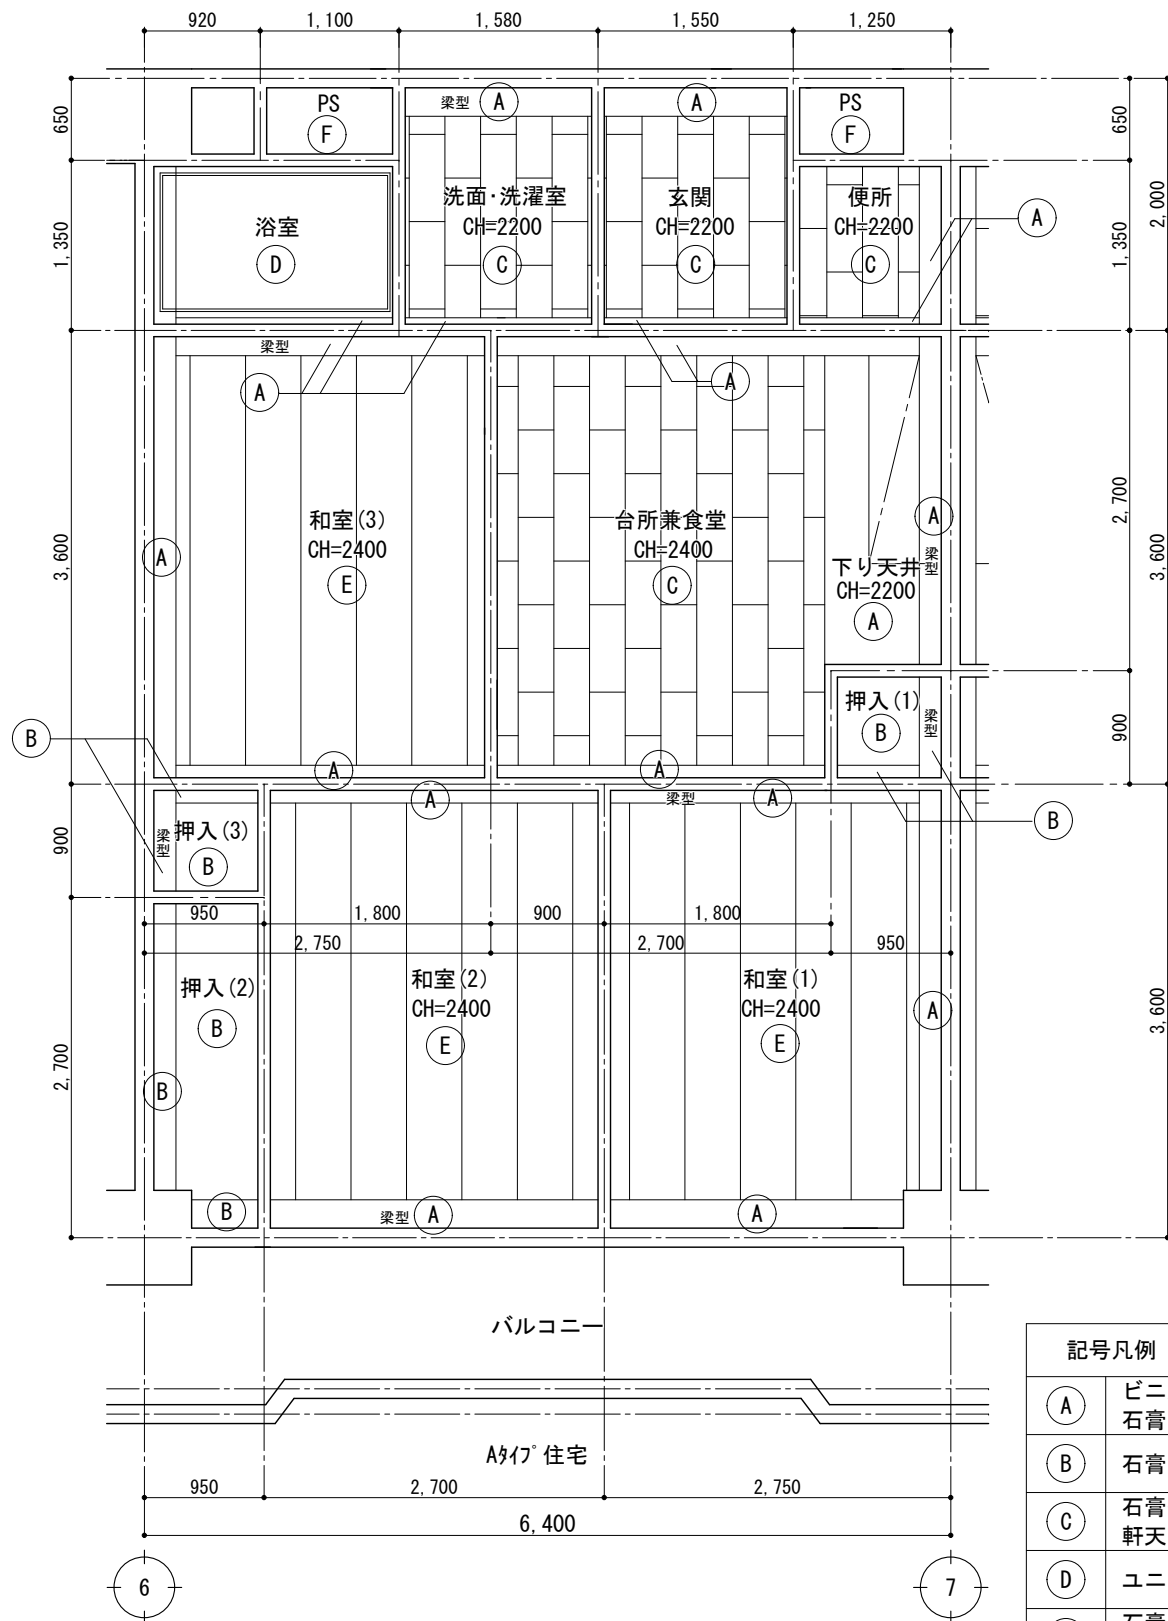 920
1,100
1,580
1,550
1,250
650
1,350
3,600
900
2,700
650
1,350
2,700
900
2,000
3,600
3,600
PS
F
梁型
A
A
PS
F
浴室
D
洗面・洗濯室
CH=2200
C
玄関
CH=2200
C
便所
CH=2200
C
A
梁型
A
A
和室(3)
CH=2400
E
A
台所兼食堂
CH=2400
C
下り天井
CH=2200
A
A
梁型
押入(1)
B
梁型
B
A
A
A
梁型
A
B
押入(3)
梁型
B
950
1,800
900
1,800
2,750
2,700
950
押入(2)
B
和室(2)
CH=2400
E
和室(1)
CH=2400
E
A
B
B
梁型
A
A
バルコニー
Aタイプ住宅
950
2,700
2,750
6,400
6
7
記号凡例
A
ビニ
石膏
B
石膏
C
石膏
軒天
D
ユニ
石膏